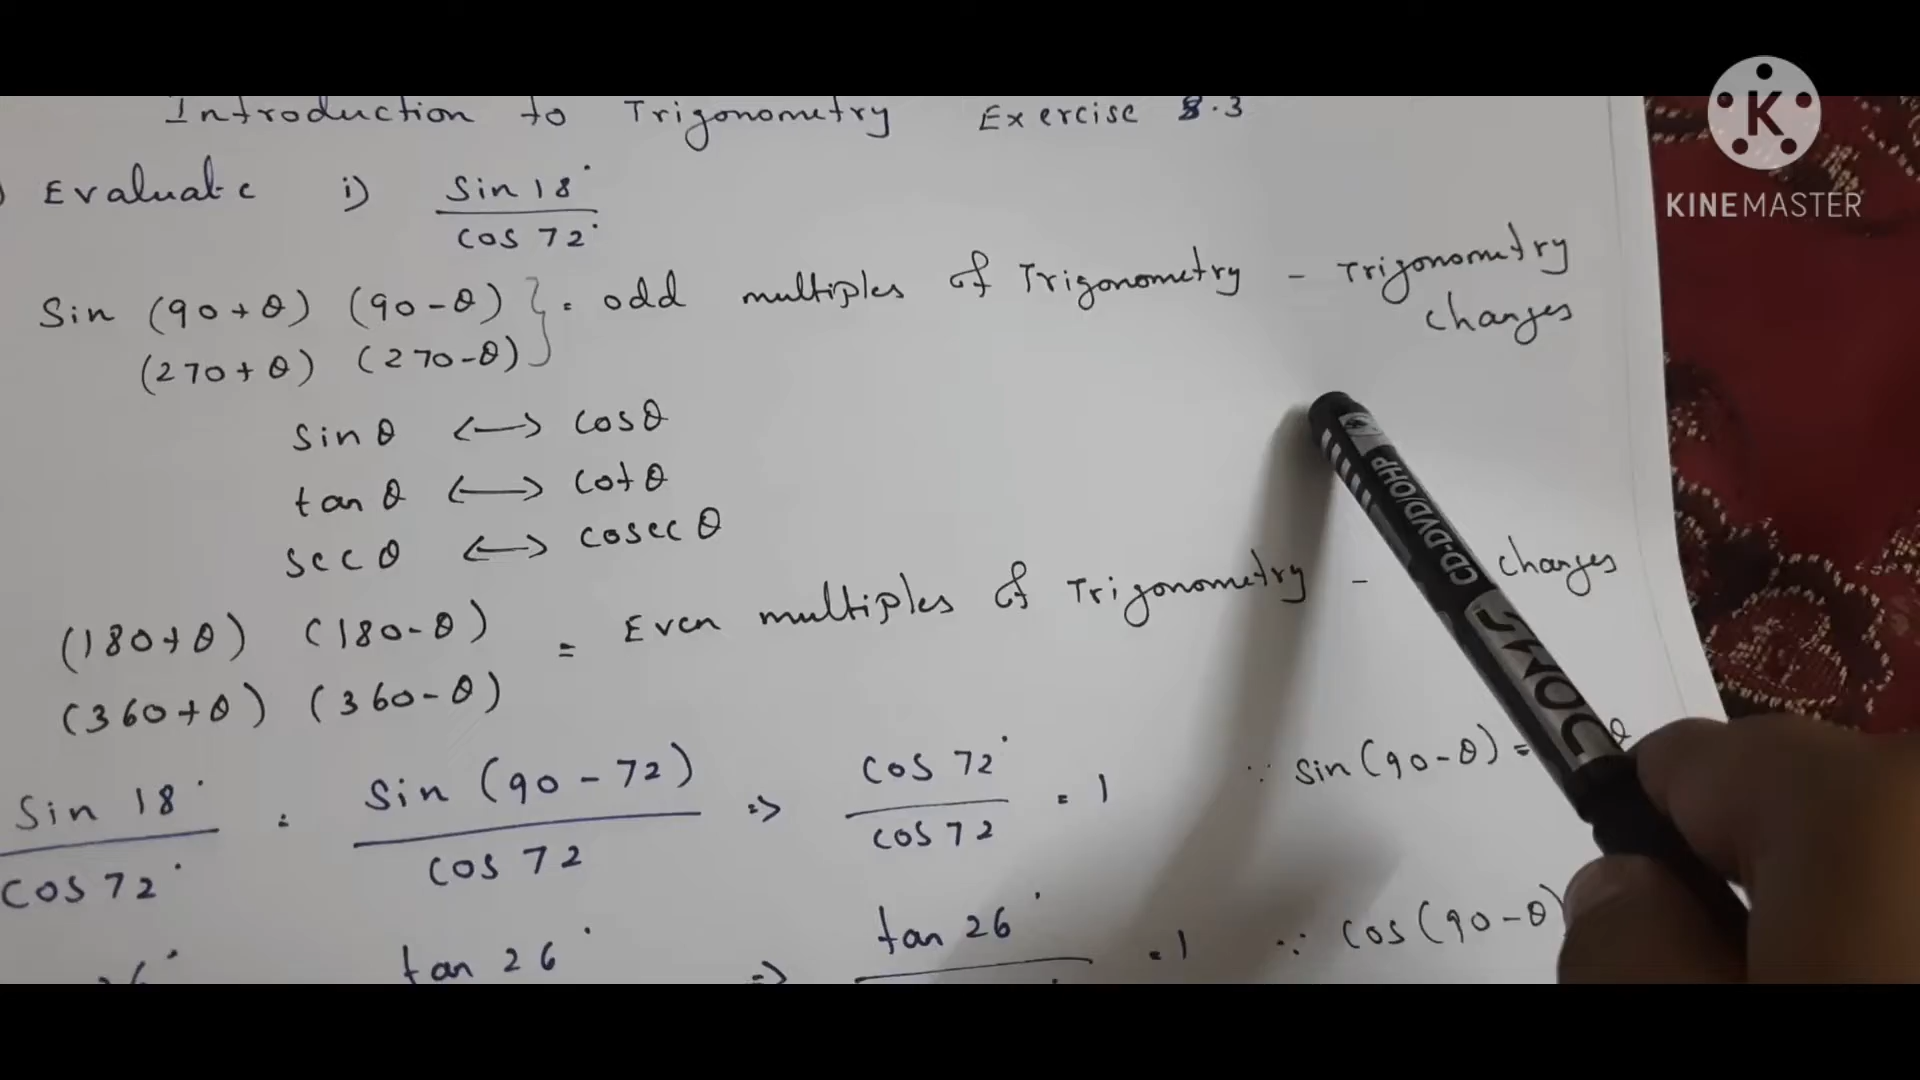 Introduction to Trigonometry Exercise 8.3
Evaluate i) Sin 18° / cos 72°
Sin (90+θ) (90-θ) } = odd multiples of Trigonometry - Trigonometry changes
(270+θ) (270-θ)
sin θ ⟷ cos θ
tan θ ⟷ cot θ
sec θ ⟷ cosec θ
(180+θ) (180-θ) = Even multiples of Trigonometry - changes
(360+θ) (360-θ)
Sin 18° / cos 72° = Sin (90-72) / cos 72 => cos 72° / cos 72 = 1 ∵ sin(90-θ) =
tan 26° => tan 26° = 1 ∵ cos(90-θ)
K
KINEMASTER
CD-DVD/OHP